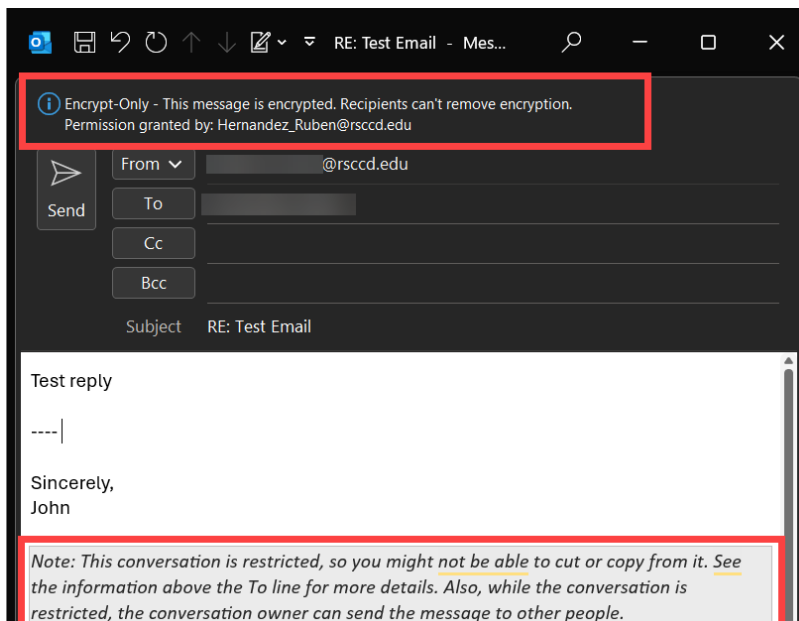 RE: Test Email - Mes...
Encrypt-Only - This message is encrypted. Recipients can't remove encryption.
Permission granted by: Hernandez_Ruben@rsccd.edu
From
@rsccd.edu
Send
To
Cc
Bcc
Subject RE: Test Email
Test reply
----
Sincerely,
John
Note: This conversation is restricted, so you might not be able to cut or copy from it. See
the information above the To line for more details. Also, while the conversation is
restricted, the conversation owner can send the message to other people.